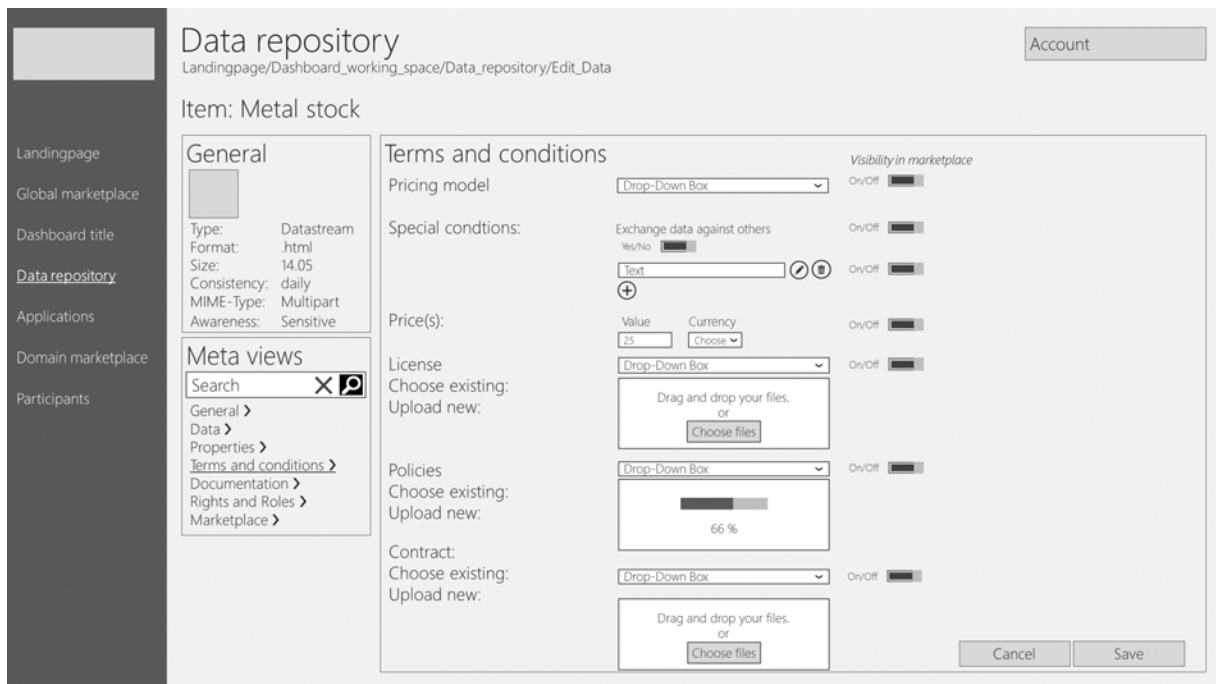 Data repository
Landingpage/Dashboard_working_space/Data_repository/Edit_Data
Account
Item: Metal stock
Landingpage
Global marketplace
Dashboard title
Data repository
Applications
Domain marketplace
Participants
General
Type: Datastream
Format: .html
Size: 14.05
Consistency: daily
MIME-Type: Multipart
Awareness: Sensitive
Meta views
Search
General
Data
Properties
Terms and conditions
Documentation
Rights and Roles
Marketplace
Terms and conditions
Visibility in marketplace
Pricing model
Drop-Down Box
On/Off
Special condtions:
Exchange data against others
On/Off
Yes/No
Text
On/Off
Price(s):
Value Currency
On/Off
25 Choose
License
Drop-Down Box
On/Off
Choose existing:
Upload new:
Drag and drop your files.
or
Choose files
Policies
Drop-Down Box
On/Off
Choose existing:
Upload new:
66 %
Contract:
Choose existing:
Drop-Down Box
On/Off
Upload new:
Drag and drop your files.
or
Choose files
Cancel
Save